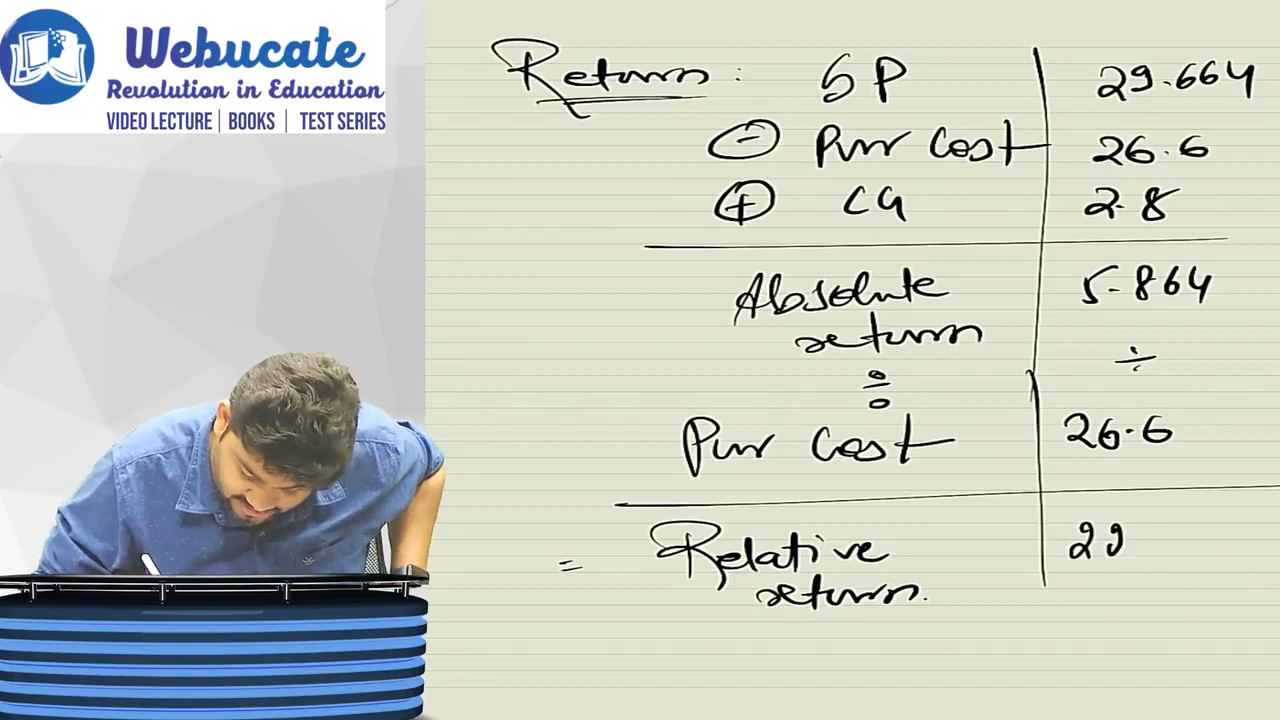 Webucate
Revolution in Education
VIDEO LECTURE | BOOKS | TEST SERIES
Return : SP 29.664
- Pur Cost 26.6
+ CG 2.8
Absolute return 5.864
÷ ÷
Pur Cost 26.6
= Relative return. 29